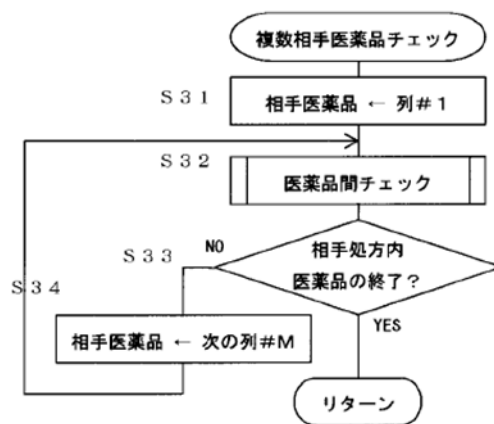 複数相手医薬品チェック
S31
相手医薬品 ← 列#1
S32
医薬品間チェック
S33
NO
相手処方内
医薬品の終了?
S34
YES
相手医薬品 ← 次の列#M
リターン